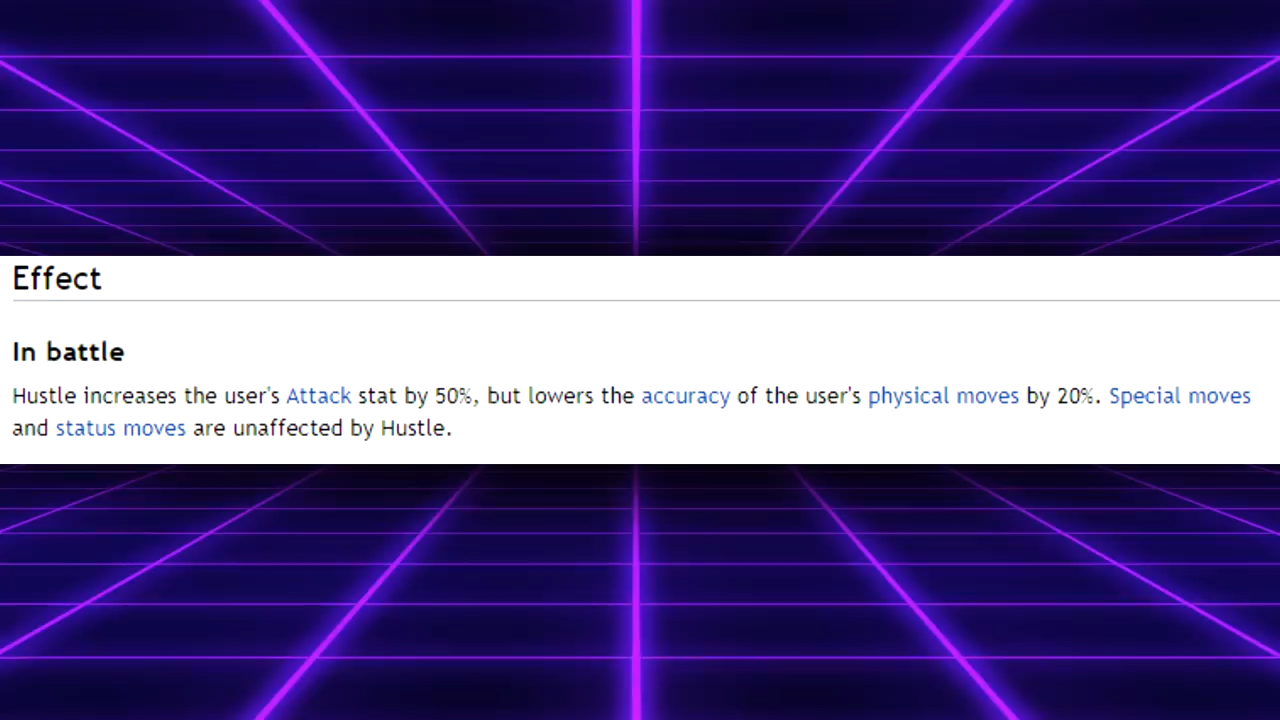 Effect
In battle
Hustle increases the user's Attack stat by 50%, but lowers the accuracy of the user's physical moves by 20%. Special moves
and status moves are unaffected by Hustle.